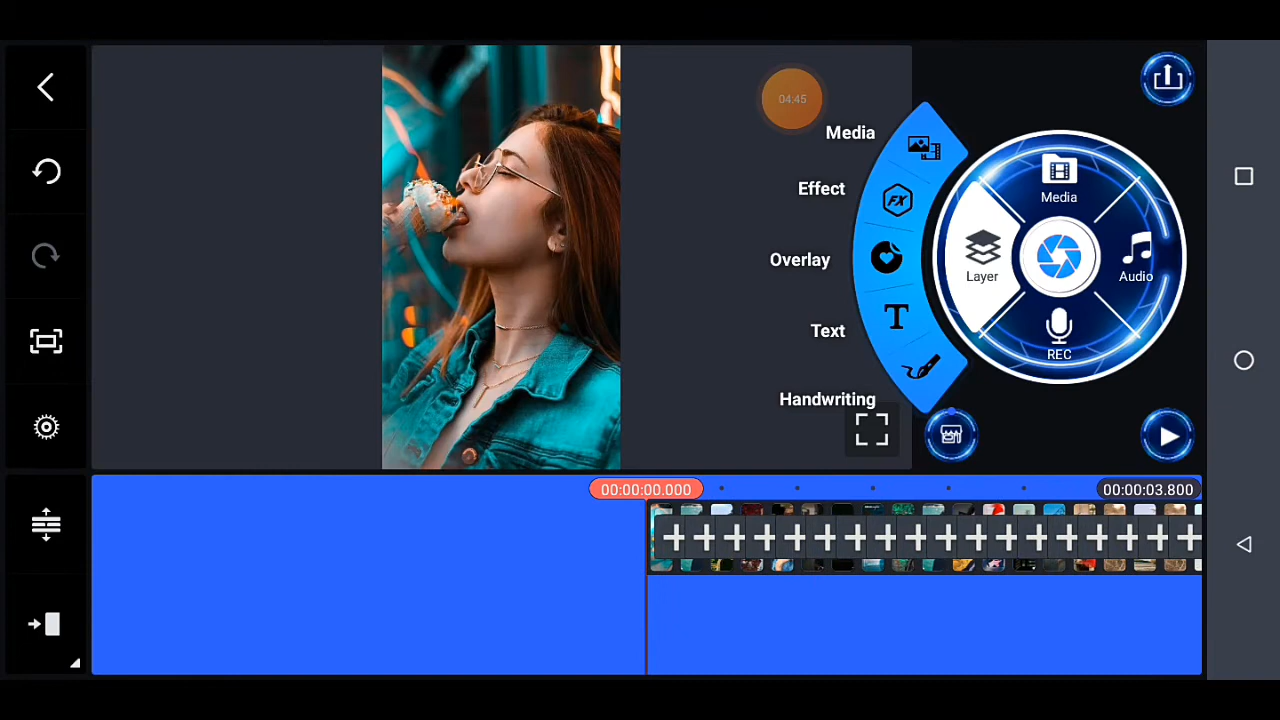 04:45
Media
Effect
Overlay
Text
Handwriting
FX
T
Media
Layer
Audio
REC
00:00:00.000
00:00:03.800